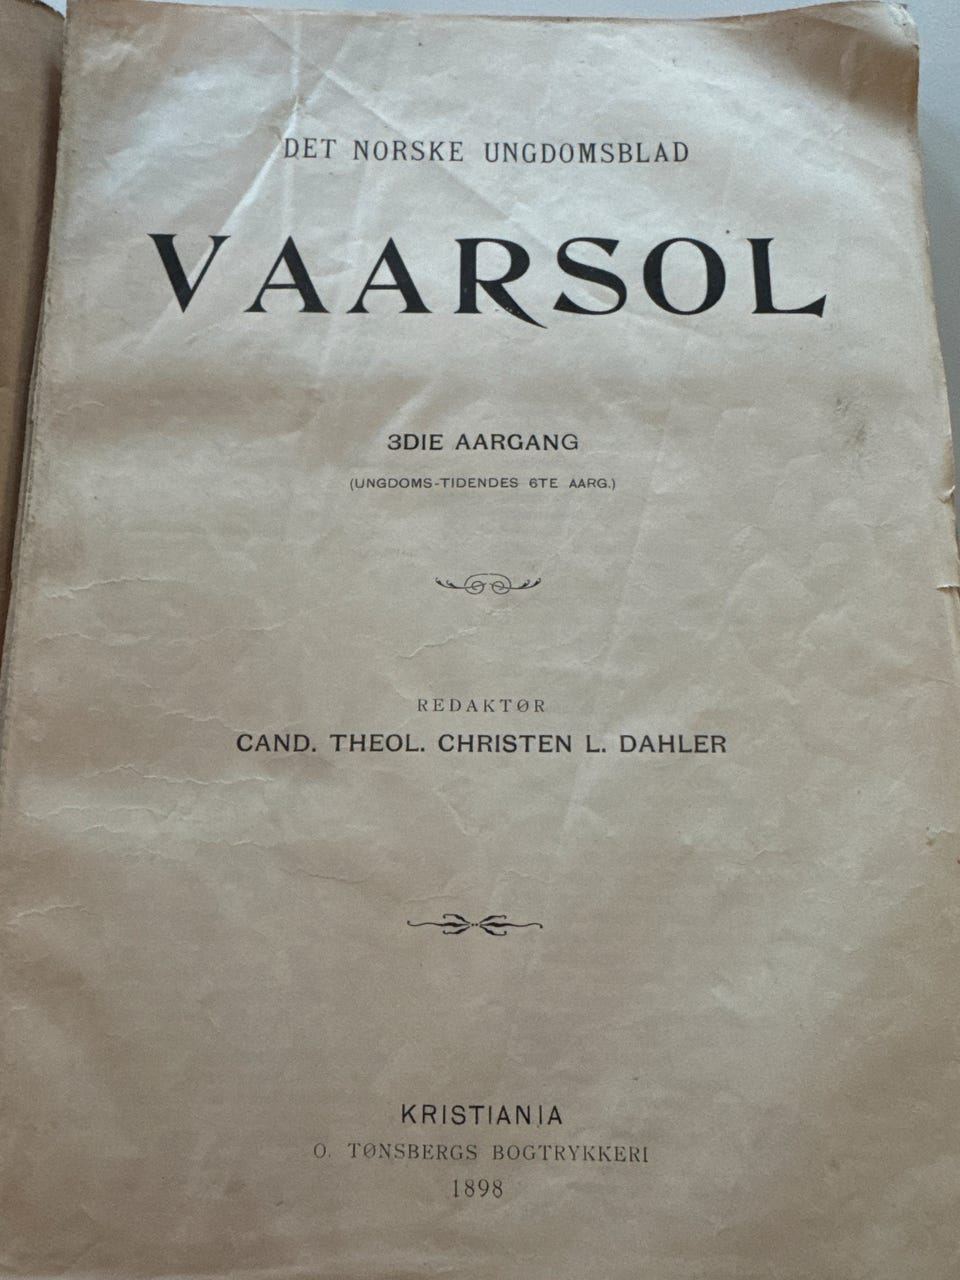 DET NORSKE UNGDOMSBLAD
VAARSOL
3DIE AARGANG
(UNGDOMS-TIDENDES 6TE AARG.)
REDAKTØR
CAND. THEOL. CHRISTEN L. DAHLER
KRISTIANIA
O. TØNSBERGS BOGTRYKKERI
1898